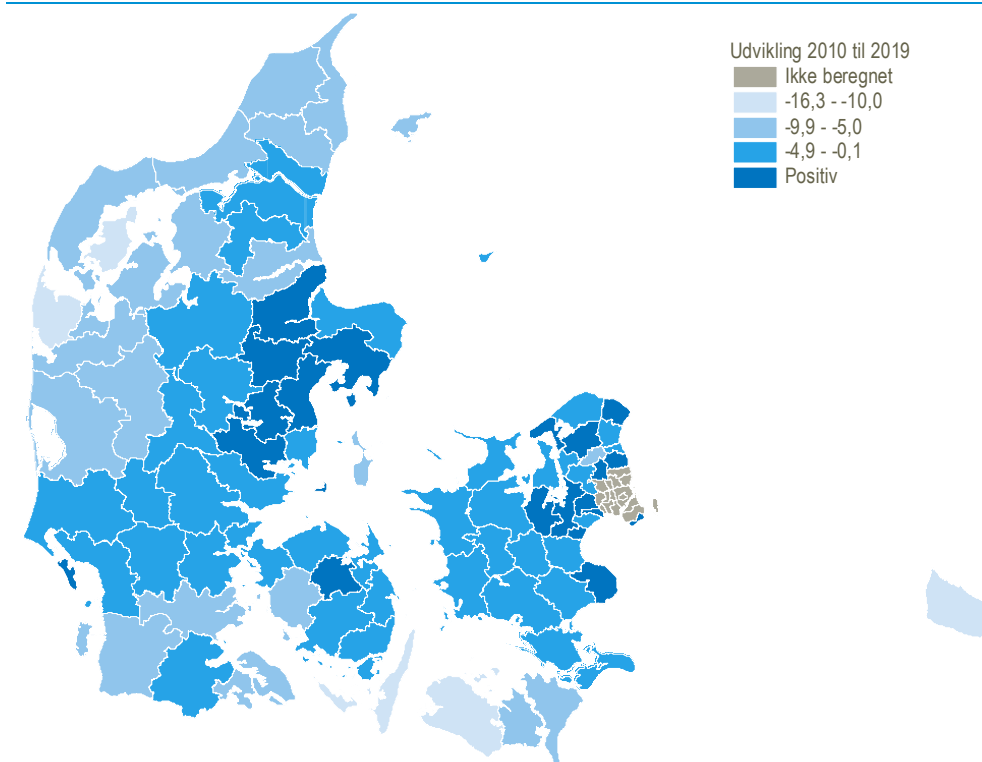 Udvikling 2010 til 2019
Ikke beregnet
-16,3 - -10,0
-9,9 - -5,0
-4,9 - -0,1
Positiv